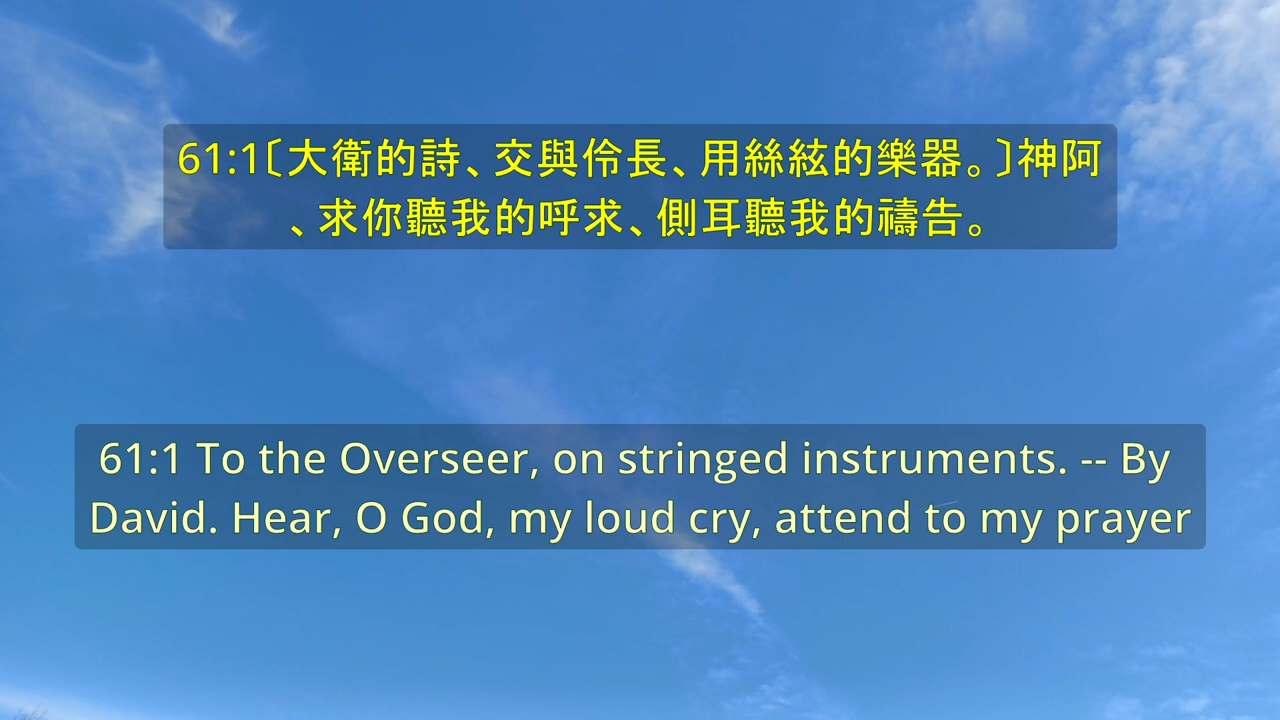 61:1〔大衛的詩、交與伶長、用絲絃的樂器。〕神阿
、求你聽我的呼求、側耳聽我的禱告。
61:1 To the Overseer, on stringed instruments. -- By
David. Hear, O God, my loud cry, attend to my prayer